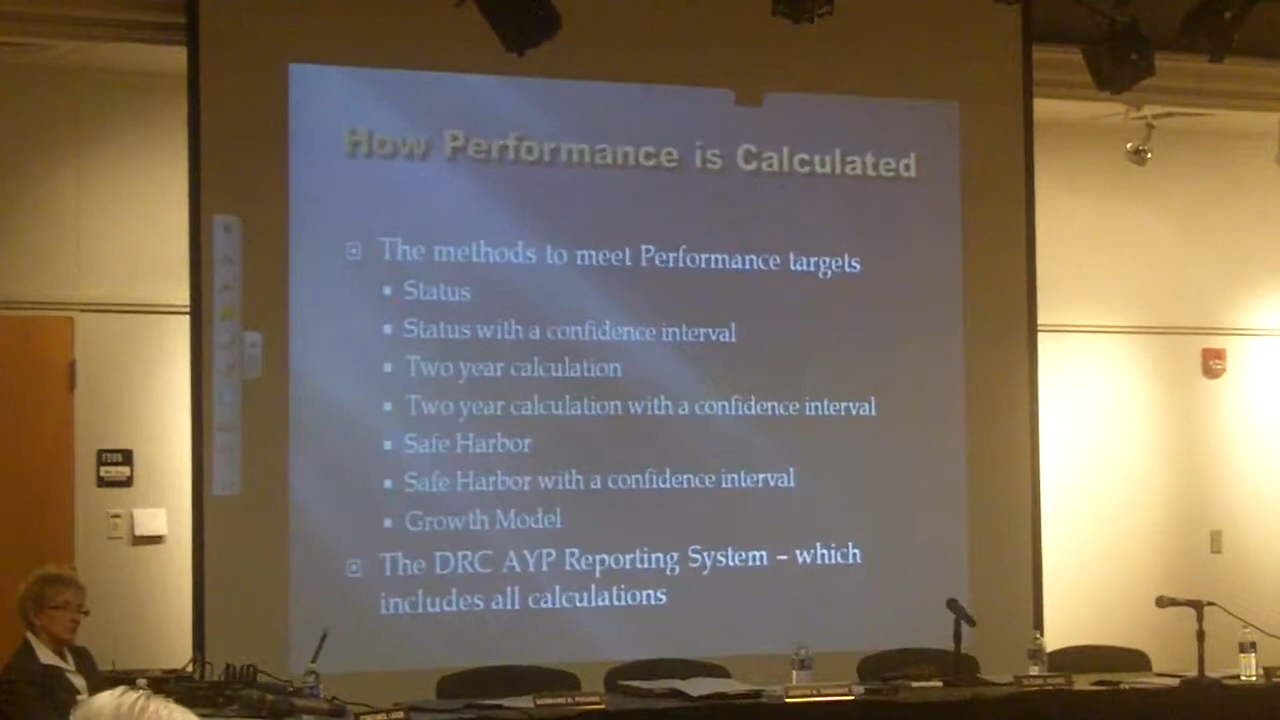 How Performance is Calculated
The methods to meet Performance targets
Status
Status with a confidence interval
Two year calculation
Two year calculation with a confidence interval
Safe Harbor
Safe Harbor with a confidence interval
Growth Model
The DRC AYP Reporting System – which
includes all calculations